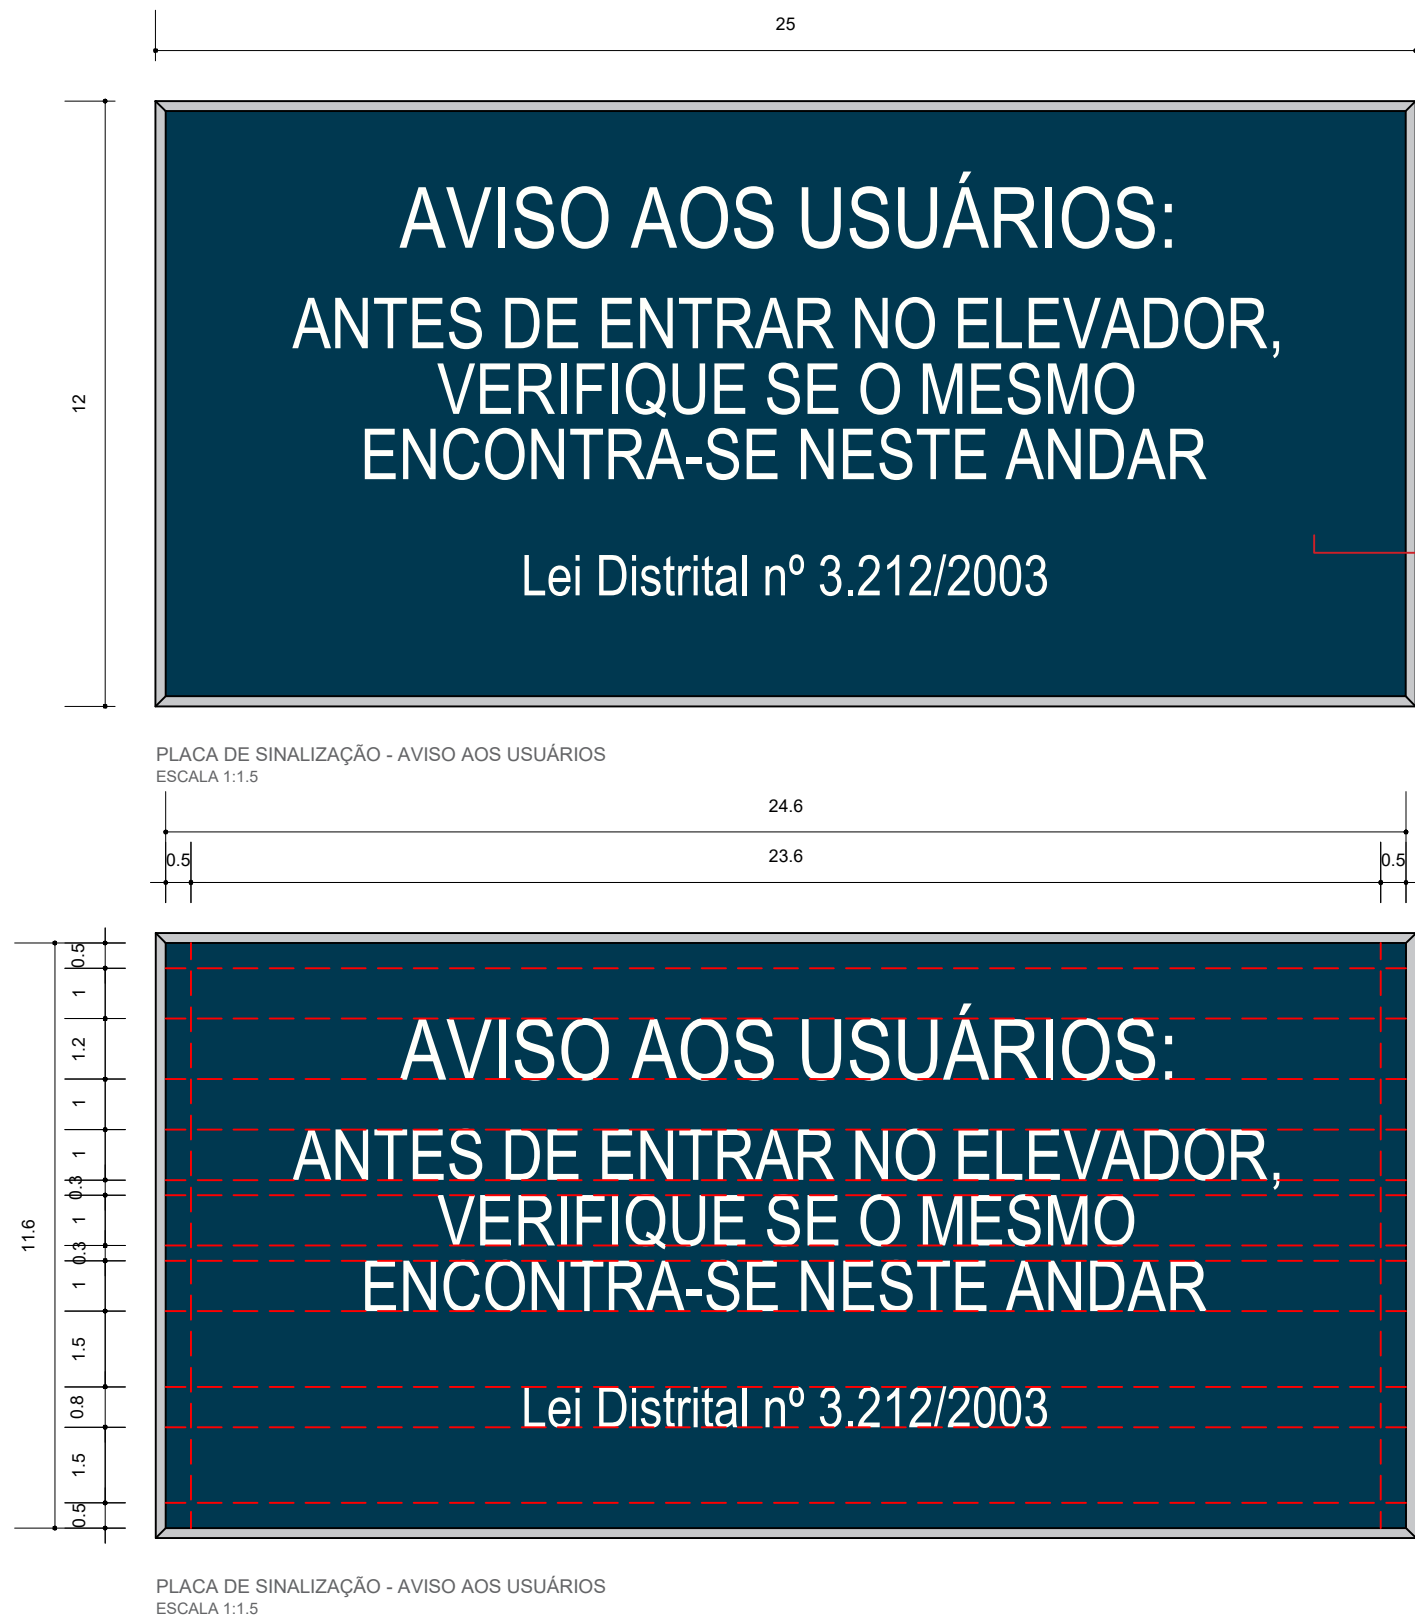 25
12
AVISO AOS USUÁRIOS:
ANTES DE ENTRAR NO ELEVADOR,
VERIFIQUE SE O MESMO
ENCONTRA-SE NESTE ANDAR
Lei Distrital nº 3.212/2003
PLACA DE SINALIZAÇÃO - AVISO AOS USUÁRIOS
ESCALA 1:1.5
24.6
0.5
23.6
0.5
11.6
0.5
1
1.2
1
1
0.3
1
0.3
1
1.5
0.8
1.5
0.5
AVISO AOS USUÁRIOS:
ANTES DE ENTRAR NO ELEVADOR,
VERIFIQUE SE O MESMO
ENCONTRA-SE NESTE ANDAR
Lei Distrital nº 3.212/2003
PLACA DE SINALIZAÇÃO - AVISO AOS USUÁRIOS
ESCALA 1:1.5